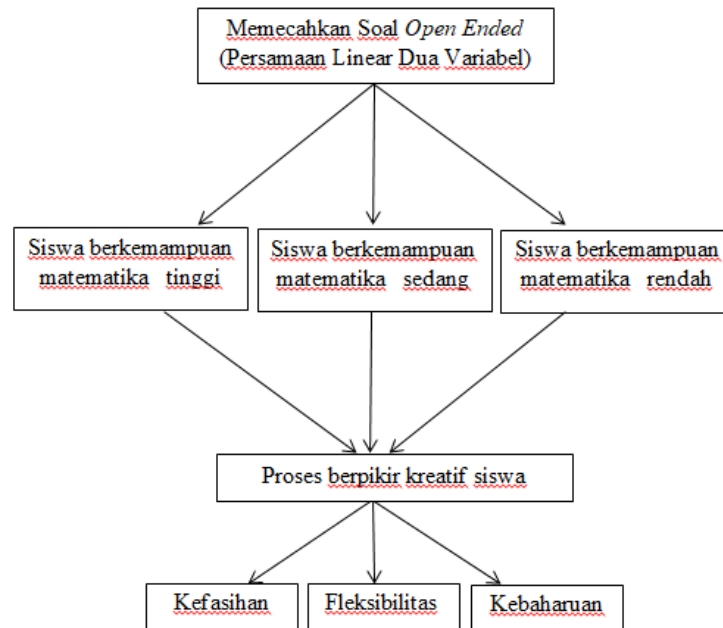 Memecahkan Soal Open Ended
(Persamaan Linear Dua Variabel)
Siswa berkemampuan
matematika tinggi
Siswa berkemampuan
matematika sedang
Siswa berkemampuan
matematika rendah
Proses berpikir kreatif siswa
Kefasihan
Fleksibilitas
Kebaharuan